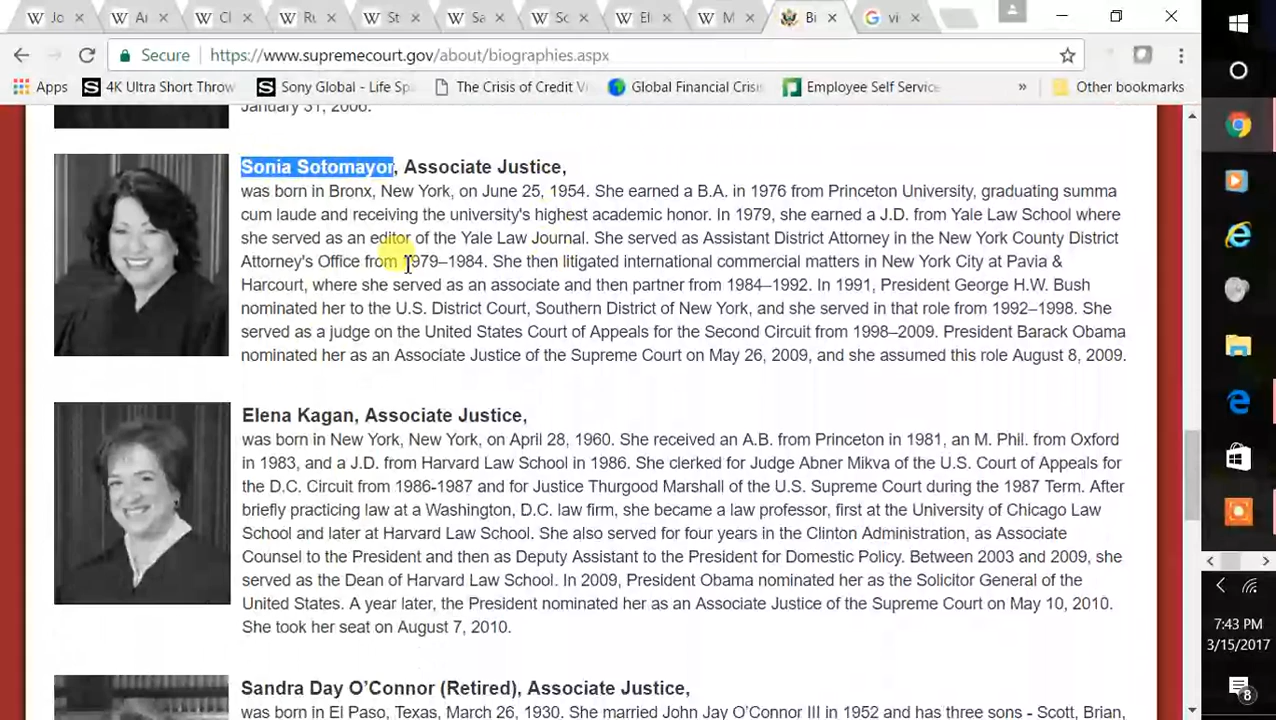 Jo
Ar
Cl
Ru
St
Sa
So
El
M
Bi
vi
Secure
https://www.supremecourt.gov/about/biographies.aspx
Apps
4K Ultra Short Throw
Sony Global - Life Sp
The Crisis of Credit V
Global Financial Crisi
Employee Self Service
»
Other bookmarks
January 31, 2006.
Sonia Sotomayor, Associate Justice,
was born in Bronx, New York, on June 25, 1954. She earned a B.A. in 1976 from Princeton University, graduating summa
cum laude and receiving the university's highest academic honor. In 1979, she earned a J.D. from Yale Law School where
she served as an editor of the Yale Law Journal. She served as Assistant District Attorney in the New York County District
Attorney's Office from 1979–1984. She then litigated international commercial matters in New York City at Pavia &
Harcourt, where she served as an associate and then partner from 1984–1992. In 1991, President George H.W. Bush
nominated her to the U.S. District Court, Southern District of New York, and she served in that role from 1992–1998. She
served as a judge on the United States Court of Appeals for the Second Circuit from 1998–2009. President Barack Obama
nominated her as an Associate Justice of the Supreme Court on May 26, 2009, and she assumed this role August 8, 2009.
Elena Kagan, Associate Justice,
was born in New York, New York, on April 28, 1960. She received an A.B. from Princeton in 1981, an M. Phil. from Oxford
in 1983, and a J.D. from Harvard Law School in 1986. She clerked for Judge Abner Mikva of the U.S. Court of Appeals for
the D.C. Circuit from 1986-1987 and for Justice Thurgood Marshall of the U.S. Supreme Court during the 1987 Term. After
briefly practicing law at a Washington, D.C. law firm, she became a law professor, first at the University of Chicago Law
School and later at Harvard Law School. She also served for four years in the Clinton Administration, as Associate
Counsel to the President and then as Deputy Assistant to the President for Domestic Policy. Between 2003 and 2009, she
served as the Dean of Harvard Law School. In 2009, President Obama nominated her as the Solicitor General of the
United States. A year later, the President nominated her as an Associate Justice of the Supreme Court on May 10, 2010.
She took her seat on August 7, 2010.
Sandra Day O'Connor (Retired), Associate Justice,
was born in El Paso, Texas, March 26, 1930. She married John Jay O'Connor III in 1952 and has three sons - Scott, Brian,
7:43 PM
3/15/2017
8